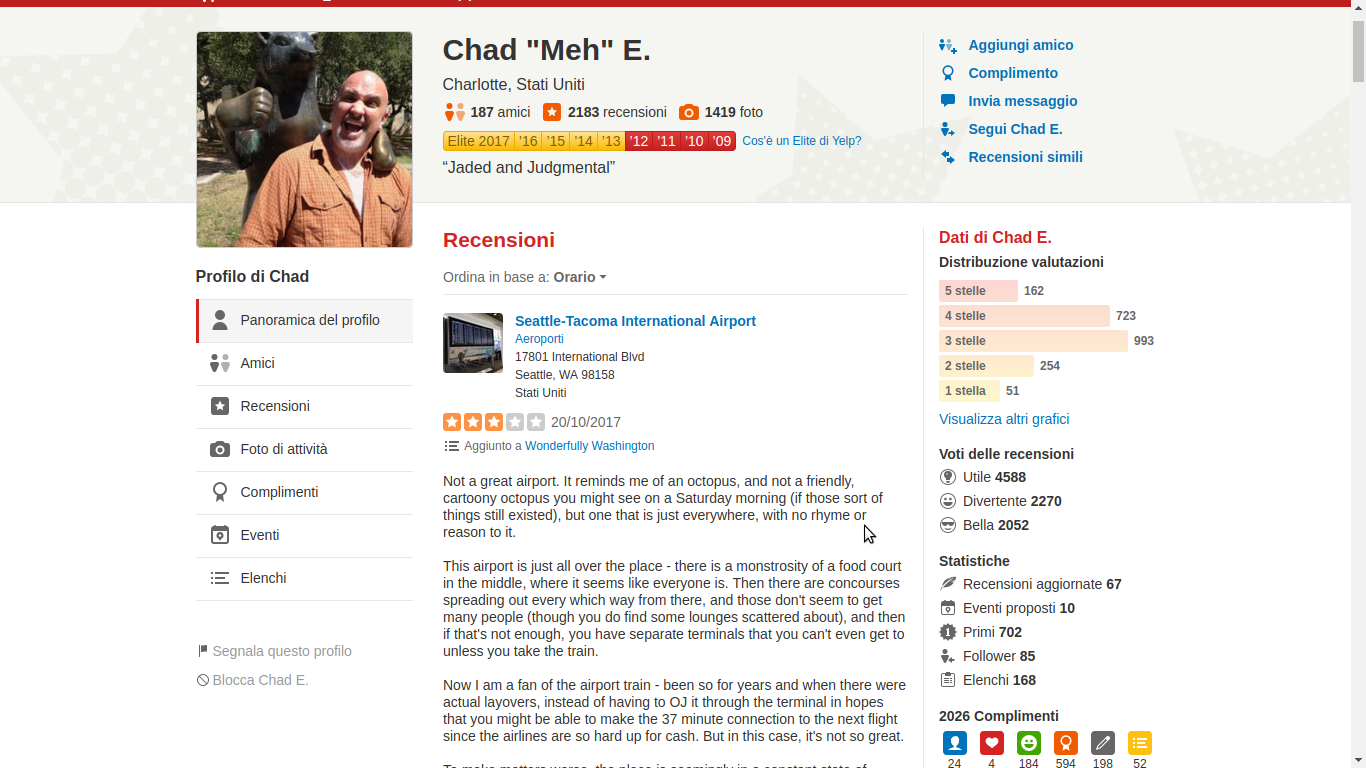 Chad "Meh" E.
Charlotte, Stati Uniti
187 amici 2183 recensioni 1419 foto
Elite 2017 '16 '15 '14 '13 '12 '11 '10 '09 Cos'è un Elite di Yelp?
“Jaded and Judgmental”
Aggiungi amico
Complimento
Invia messaggio
Segui Chad E.
Recensioni simili
Profilo di Chad
Panoramica del profilo
Amici
Recensioni
Foto di attività
Complimenti
Eventi
Elenchi
Segnala questo profilo
Blocca Chad E.
Recensioni
Ordina in base a: Orario
Seattle-Tacoma International Airport
Aeroporti
17801 International Blvd
Seattle, WA 98158
Stati Uniti
20/10/2017
Aggiunto a Wonderfully Washington
Not a great airport. It reminds me of an octopus, and not a friendly,
cartoony octopus you might see on a Saturday morning (if those sort of
things still existed), but one that is just everywhere, with no rhyme or
reason to it.
This airport is just all over the place - there is a monstrosity of a food court
in the middle, where it seems like everyone is. Then there are concourses
spreading out every which way from there, and those don't seem to get
many people (though you do find some lounges scattered about), and then
if that's not enough, you have separate terminals that you can't even get to
unless you take the train.
Now I am a fan of the airport train - been so for years and when there were
actual layovers, instead of having to OJ it through the terminal in hopes
that you might be able to make the 37 minute connection to the next flight
since the airlines are so hard up for cash. But in this case, it's not so great.
Dati di Chad E.
Distribuzione valutazioni
5 stelle 162
4 stelle 723
3 stelle 993
2 stelle 254
1 stella 51
Visualizza altri grafici
Voti delle recensioni
Utile 4588
Divertente 2270
Bella 2052
Statistiche
Recensioni aggiornate 67
Eventi proposti 10
Primi 702
Follower 85
Elenchi 168
2026 Complimenti
24 4 184 594 198 52